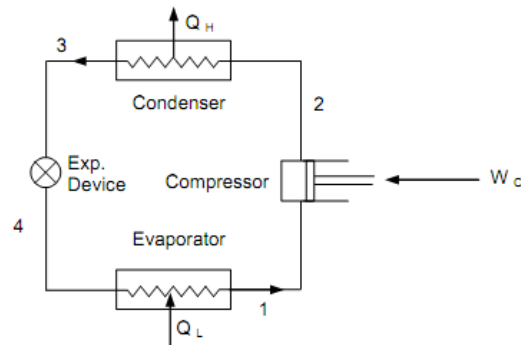 Q H
3
Condenser
2
Exp.
Device
Compressor
W C
4
Evaporator
1
Q L